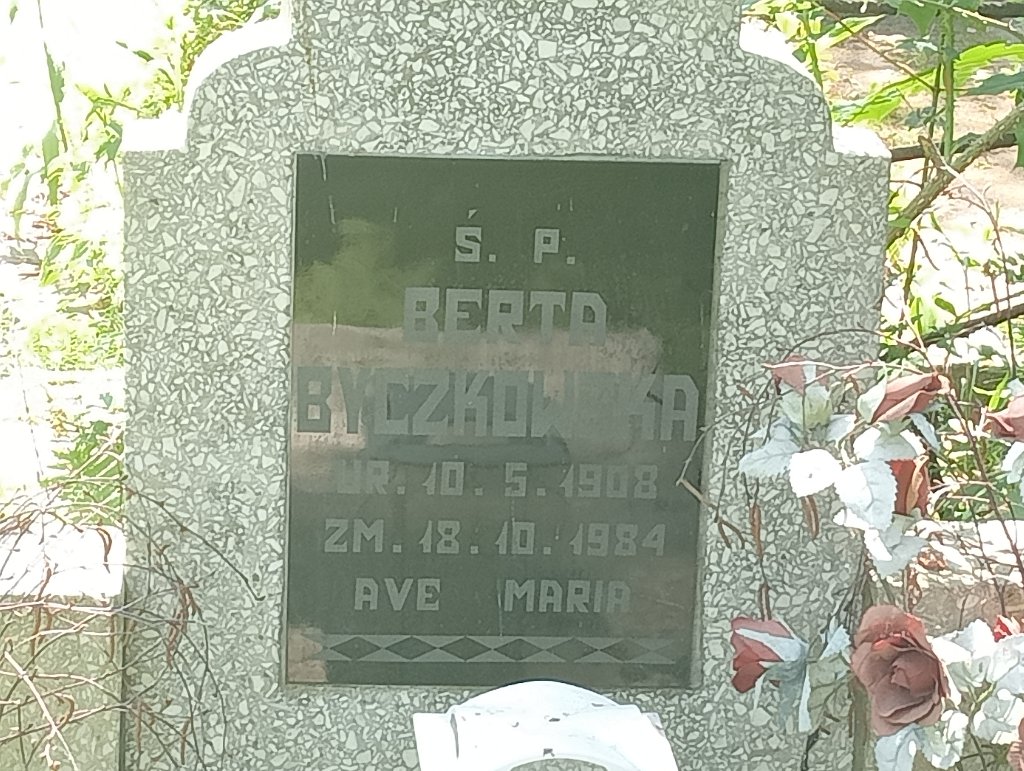 Ś. P.
BERTA
BYCZKOWSKA
UR. 10. 5. 1908
ZM. 18. 10. 1984
AVE MARIA